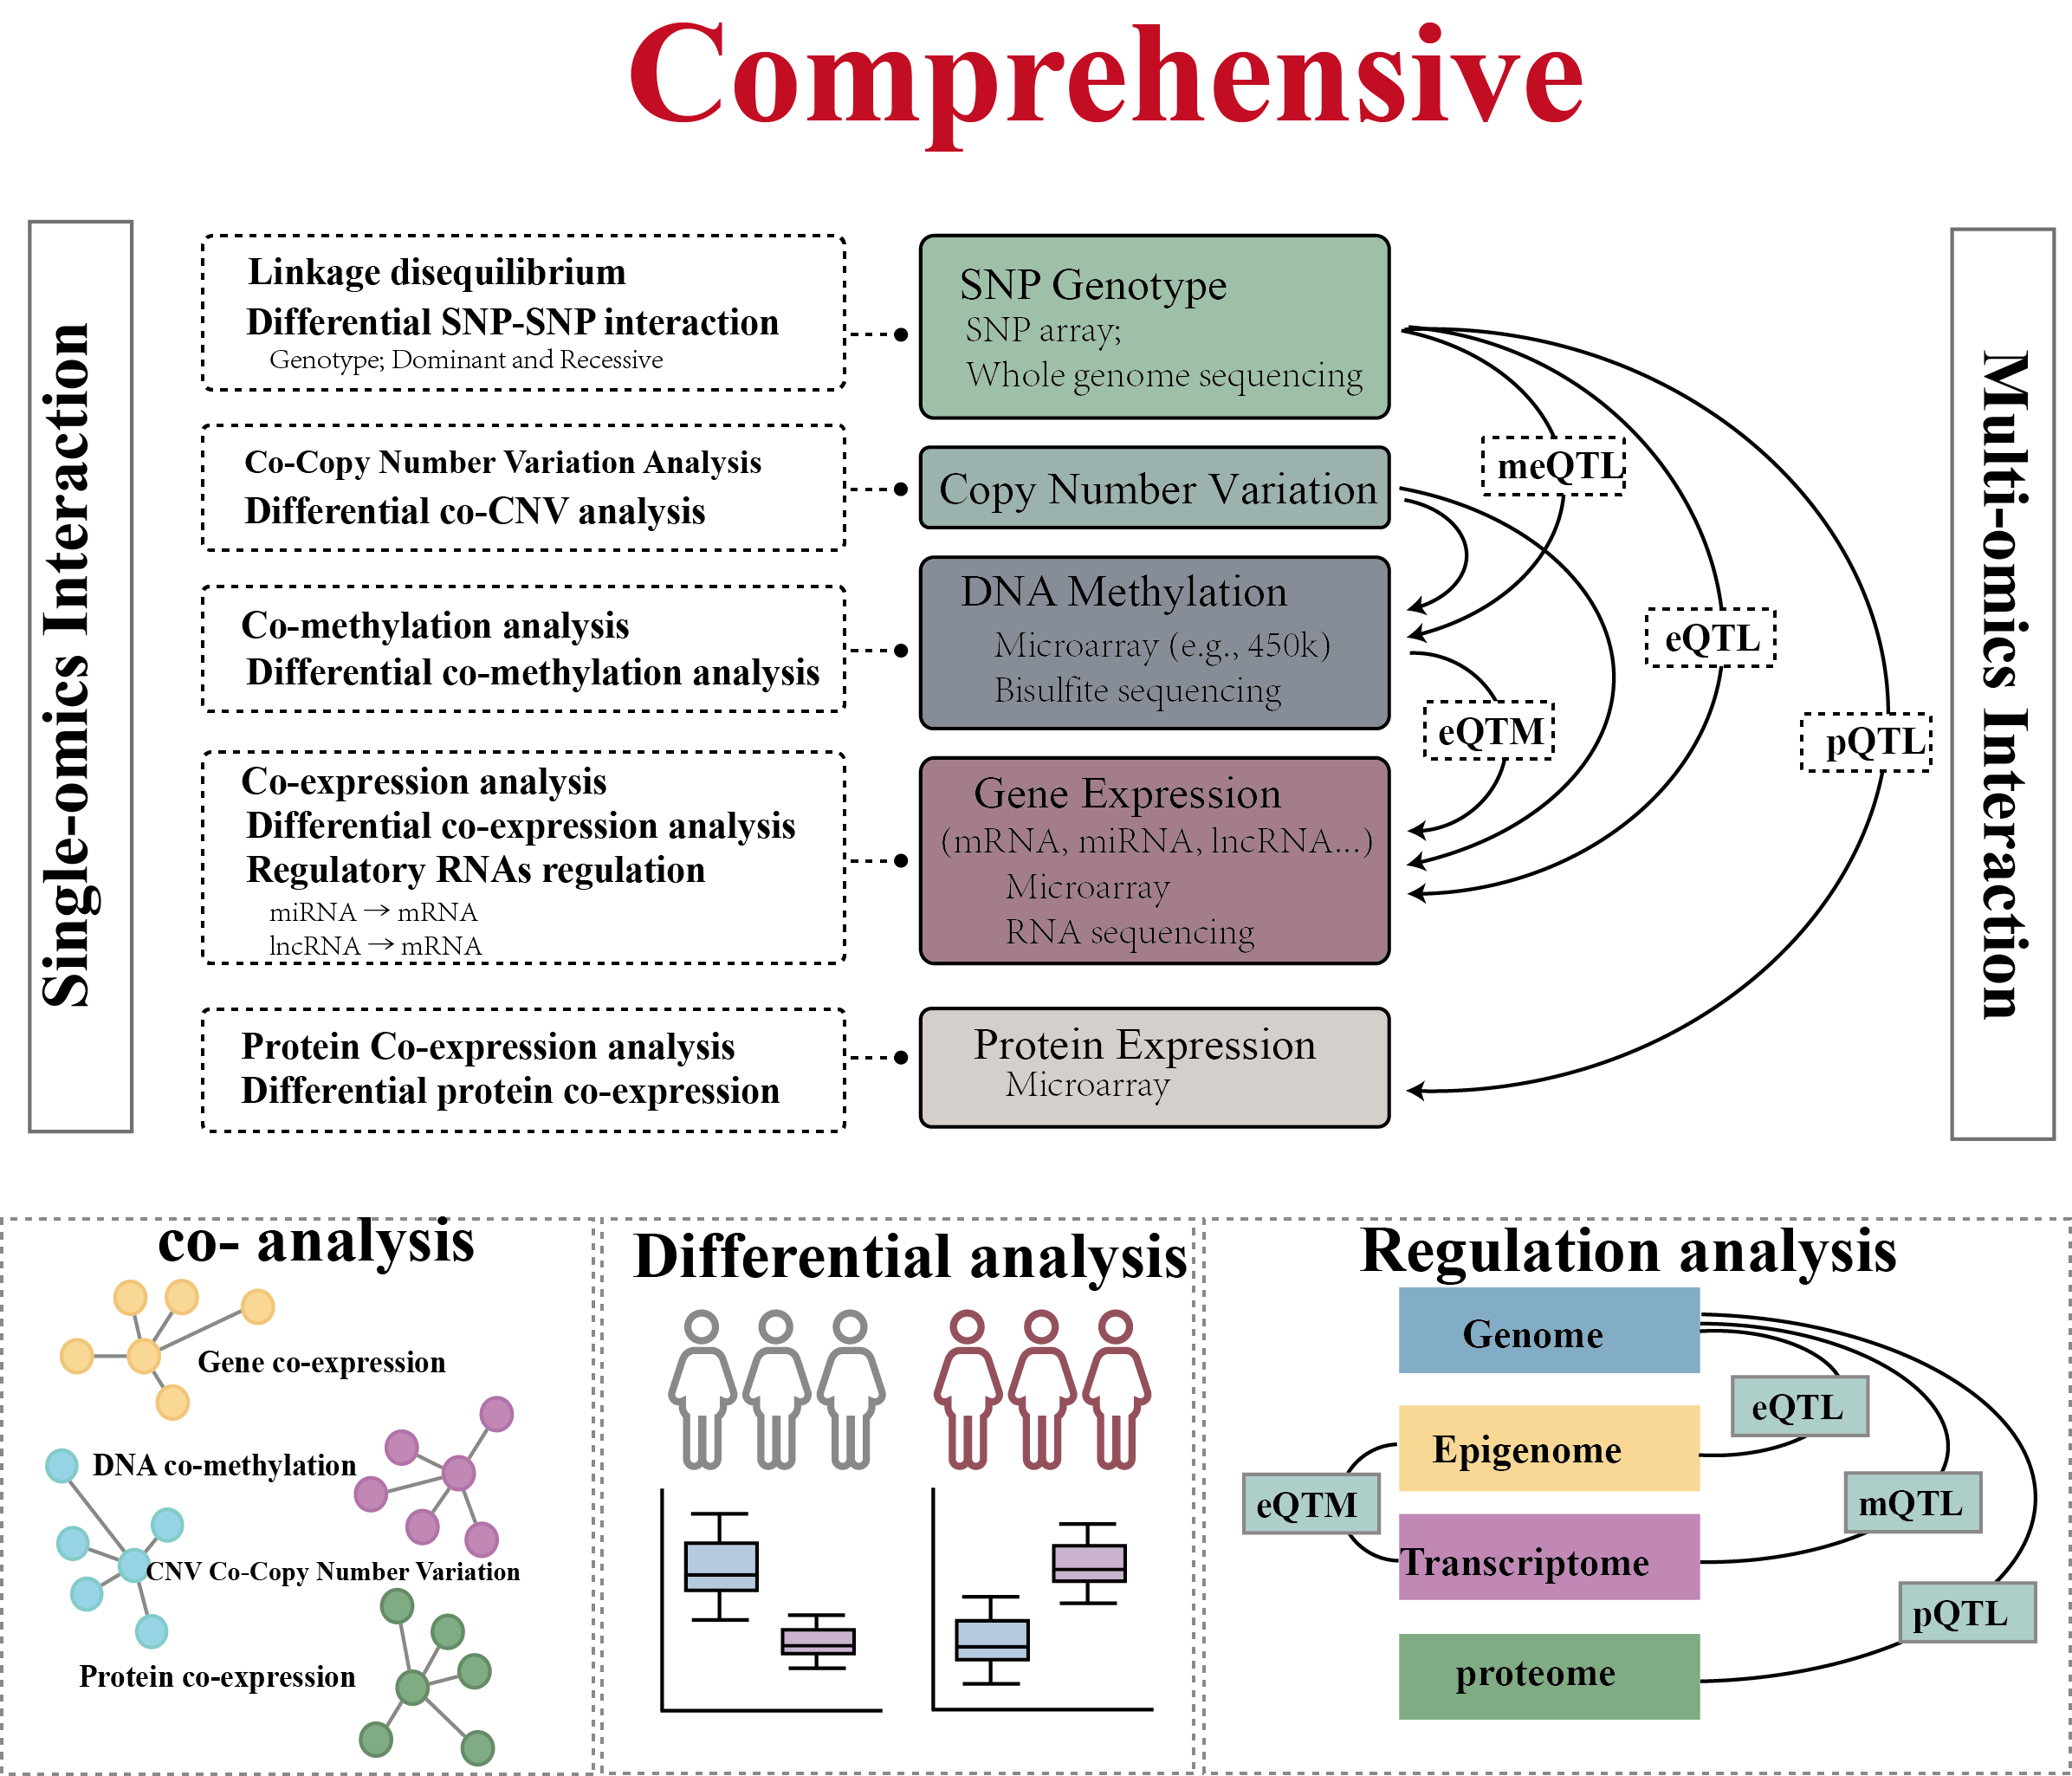 Comprehensive
Single-omics Interaction
Linkage disequilibrium
Differential SNP-SNP interaction
Genotype; Dominant and Recessive
Co-Copy Number Variation Analysis
Differential co-CNV analysis
Co-methylation analysis
Differential co-methylation analysis
Co-expression analysis
Differential co-expression analysis
Regulatory RNAs regulation
miRNA → mRNA
lncRNA → mRNA
Protein Co-expression analysis
Differential protein co-expression
SNP Genotype
SNP array;
Whole genome sequencing
Copy Number Variation
DNA Methylation
Microarray (e.g., 450k)
Bisulfite sequencing
Gene Expression
(mRNA, miRNA, lncRNA...)
Microarray
RNA sequencing
Protein Expression
Microarray
meQTL
eQTL
eQTM
pQTL
Multi-omics Interaction
co- analysis
Gene co-expression
DNA co-methylation
CNV Co-Copy Number Variation
Protein co-expression
Differential analysis
Regulation analysis
Genome
eQTL
Epigenome
eQTM
mQTL
Transcriptome
pQTL
proteome